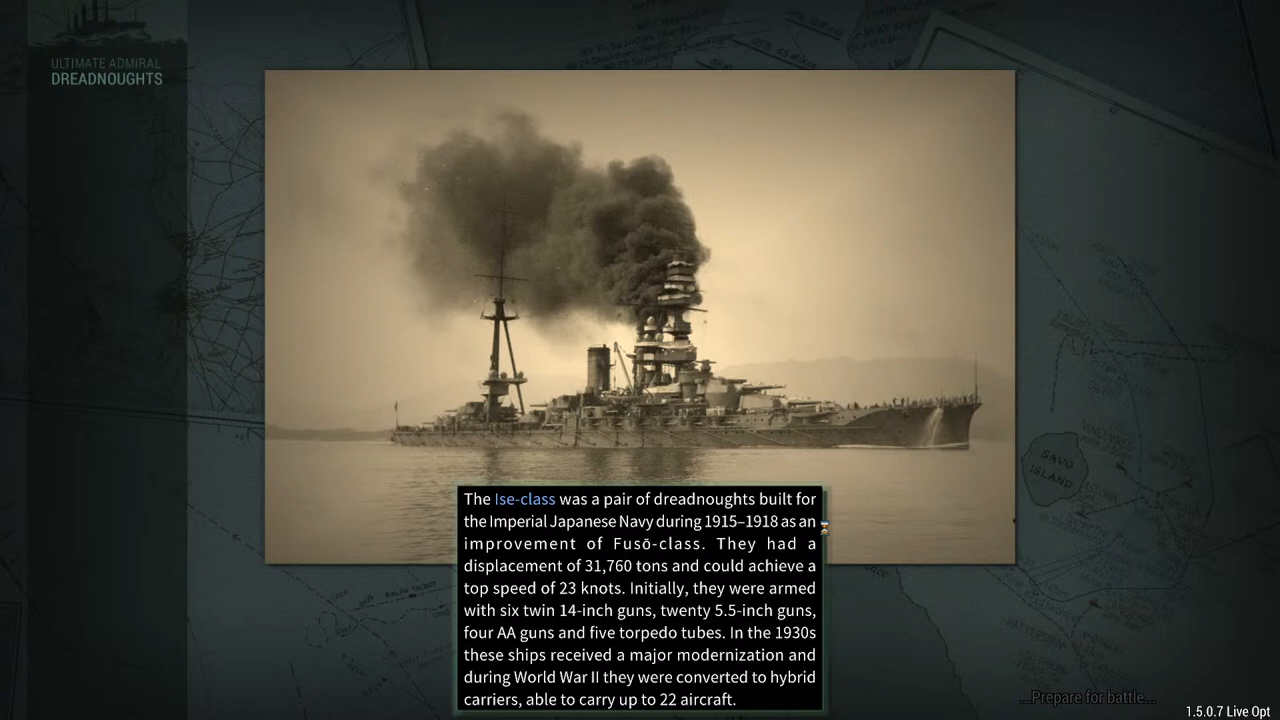 ULTIMATE ADMIRAL
DREADNOUGHTS
SAVO
ISLAND
The Ise-class was a pair of dreadnoughts built for
the Imperial Japanese Navy during 1915–1918 as an
improvement of Fusō-class. They had a
displacement of 31,760 tons and could achieve a
top speed of 23 knots. Initially, they were armed
with six twin 14-inch guns, twenty 5.5-inch guns,
four AA guns and five torpedo tubes. In the 1930s
these ships received a major modernization and
during World War II they were converted to hybrid
carriers, able to carry up to 22 aircraft.
...Prepare for battle...
1.5.0.7 Live Opt